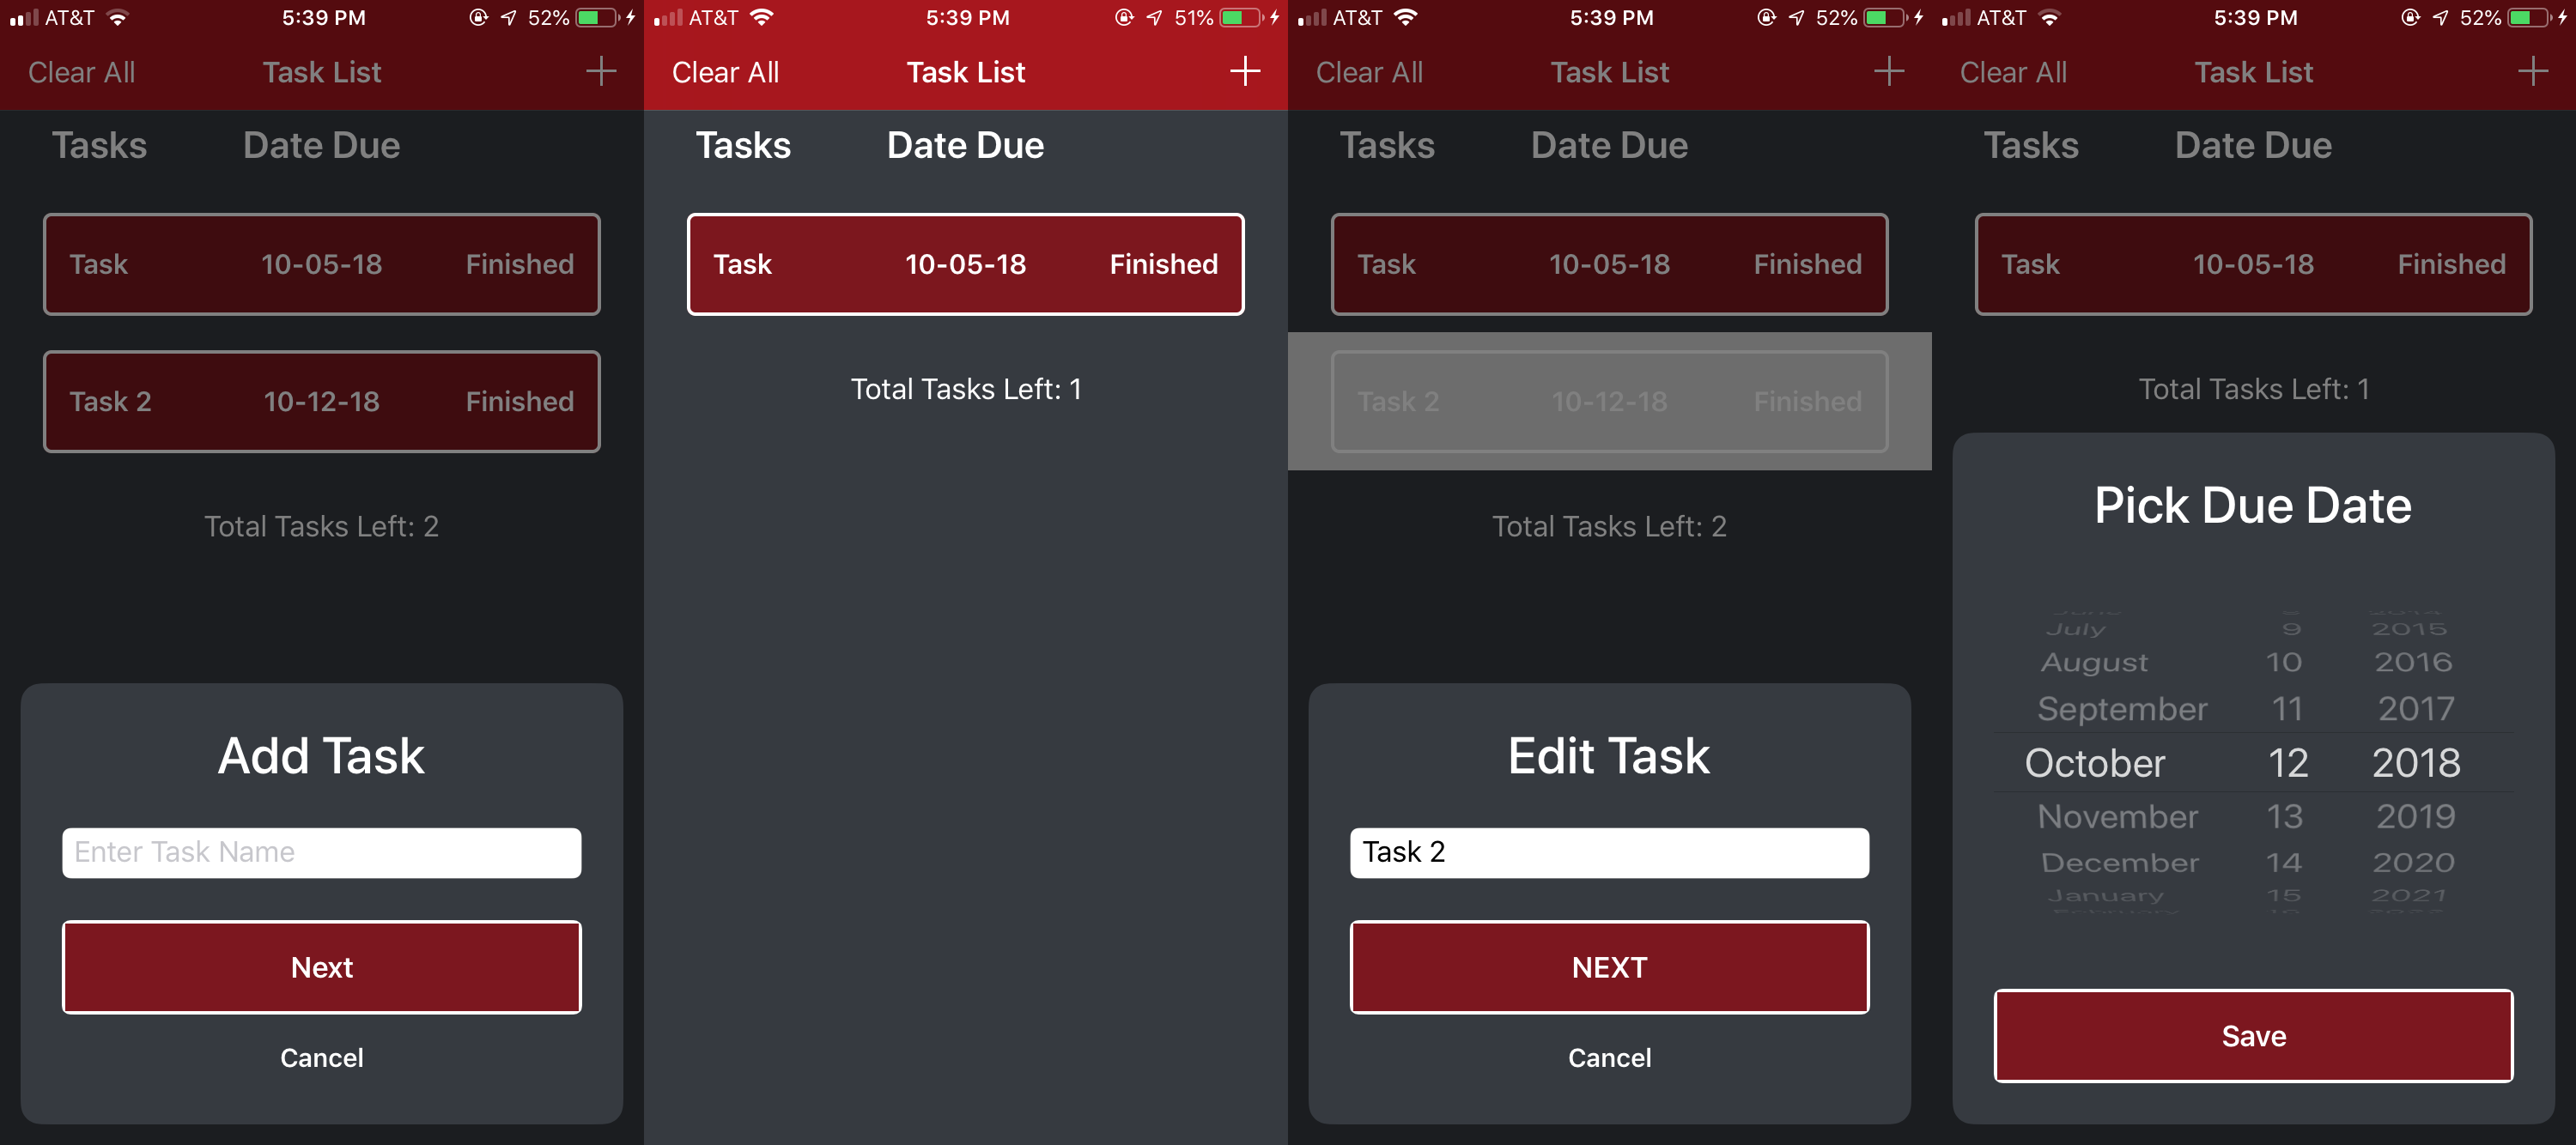 AT&T 5:39 PM 52%
Clear All Task List +
Tasks Date Due
Task 10-05-18 Finished
Task 2 10-12-18 Finished
Total Tasks Left: 2
Add Task
Enter Task Name
Next
Cancel
AT&T 5:39 PM 51%
Clear All Task List +
Tasks Date Due
Task 10-05-18 Finished
Total Tasks Left: 1
AT&T 5:39 PM 52%
Clear All Task List +
Tasks Date Due
Task 10-05-18 Finished
Task 2 10-12-18 Finished
Total Tasks Left: 2
Edit Task
Task 2
NEXT
Cancel
AT&T 5:39 PM 52%
Clear All Task List +
Tasks Date Due
Task 10-05-18 Finished
Total Tasks Left: 1
Pick Due Date
July 9 2015
August 10 2016
September 11 2017
October 12 2018
November 13 2019
December 14 2020
January 15 2021
Save